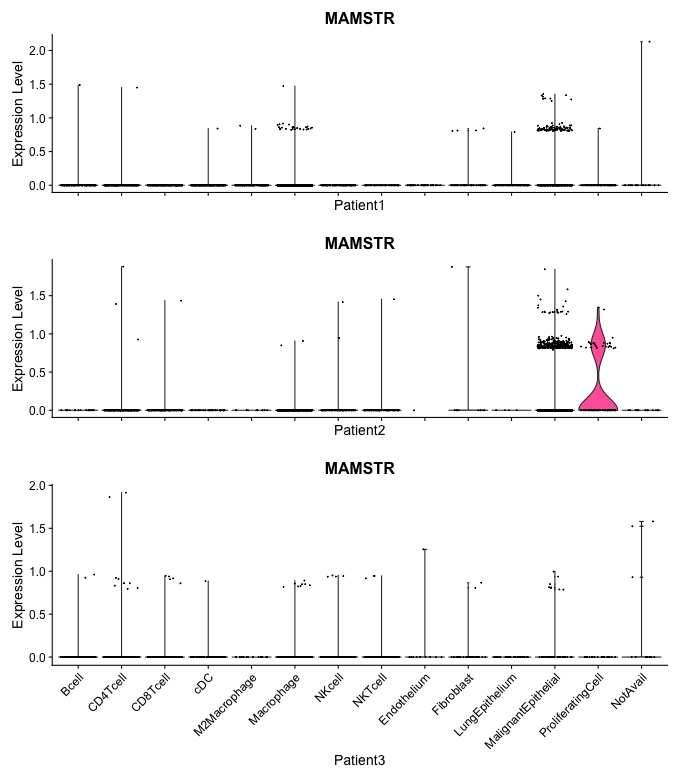 MAMSTR
Expression Level
2.0
1.5
1.0
0.5
0.0
Patient1
MAMSTR
Expression Level
1.5
1.0
0.5
0.0
Patient2
MAMSTR
Expression Level
2.0
1.5
1.0
0.5
0.0
Bcell
CD4Tcell
CD8Tcell
cDC
M2Macrophage
Macrophage
NKcell
NKTcell
Endothelium
Fibroblast
LungEpithelium
MalignantEpithelial
ProliferatingCell
NotAvail
Patient3